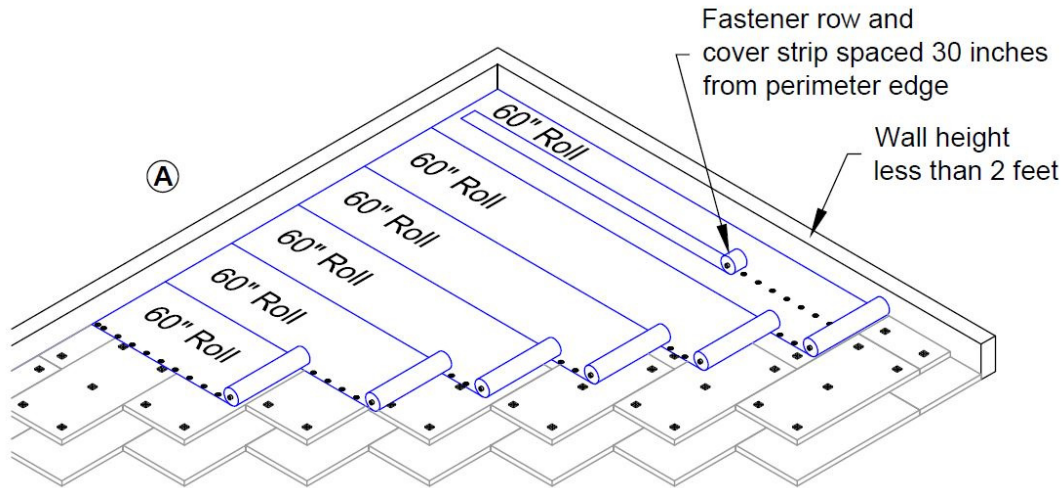 Fastener row and
cover strip spaced 30 inches
from perimeter edge
Wall height
less than 2 feet
A
60" Roll
60" Roll
60" Roll
60" Roll
60" Roll
60" Roll